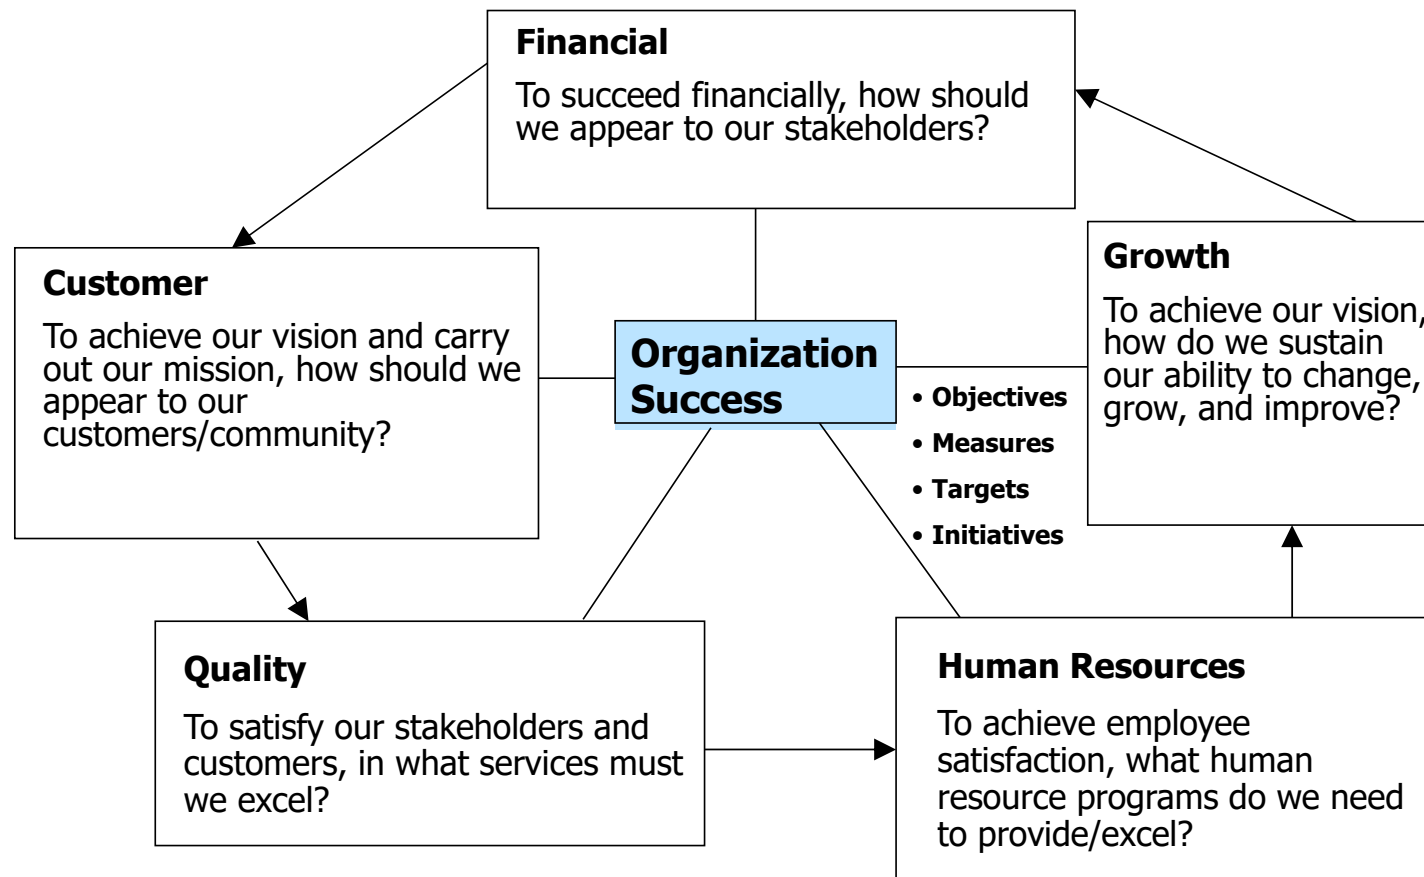 Financial
To succeed financially, how should
we appear to our stakeholders?
Customer
To achieve our vision and carry
out our mission, how should we
appear to our
customers/community?
Organization
Success
• Objectives
• Measures
• Targets
• Initiatives
Growth
To achieve our vision,
how do we sustain
our ability to change,
grow, and improve?
Quality
To satisfy our stakeholders and
customers, in what services must
we excel?
Human Resources
To achieve employee
satisfaction, what human
resource programs do we need
to provide/excel?